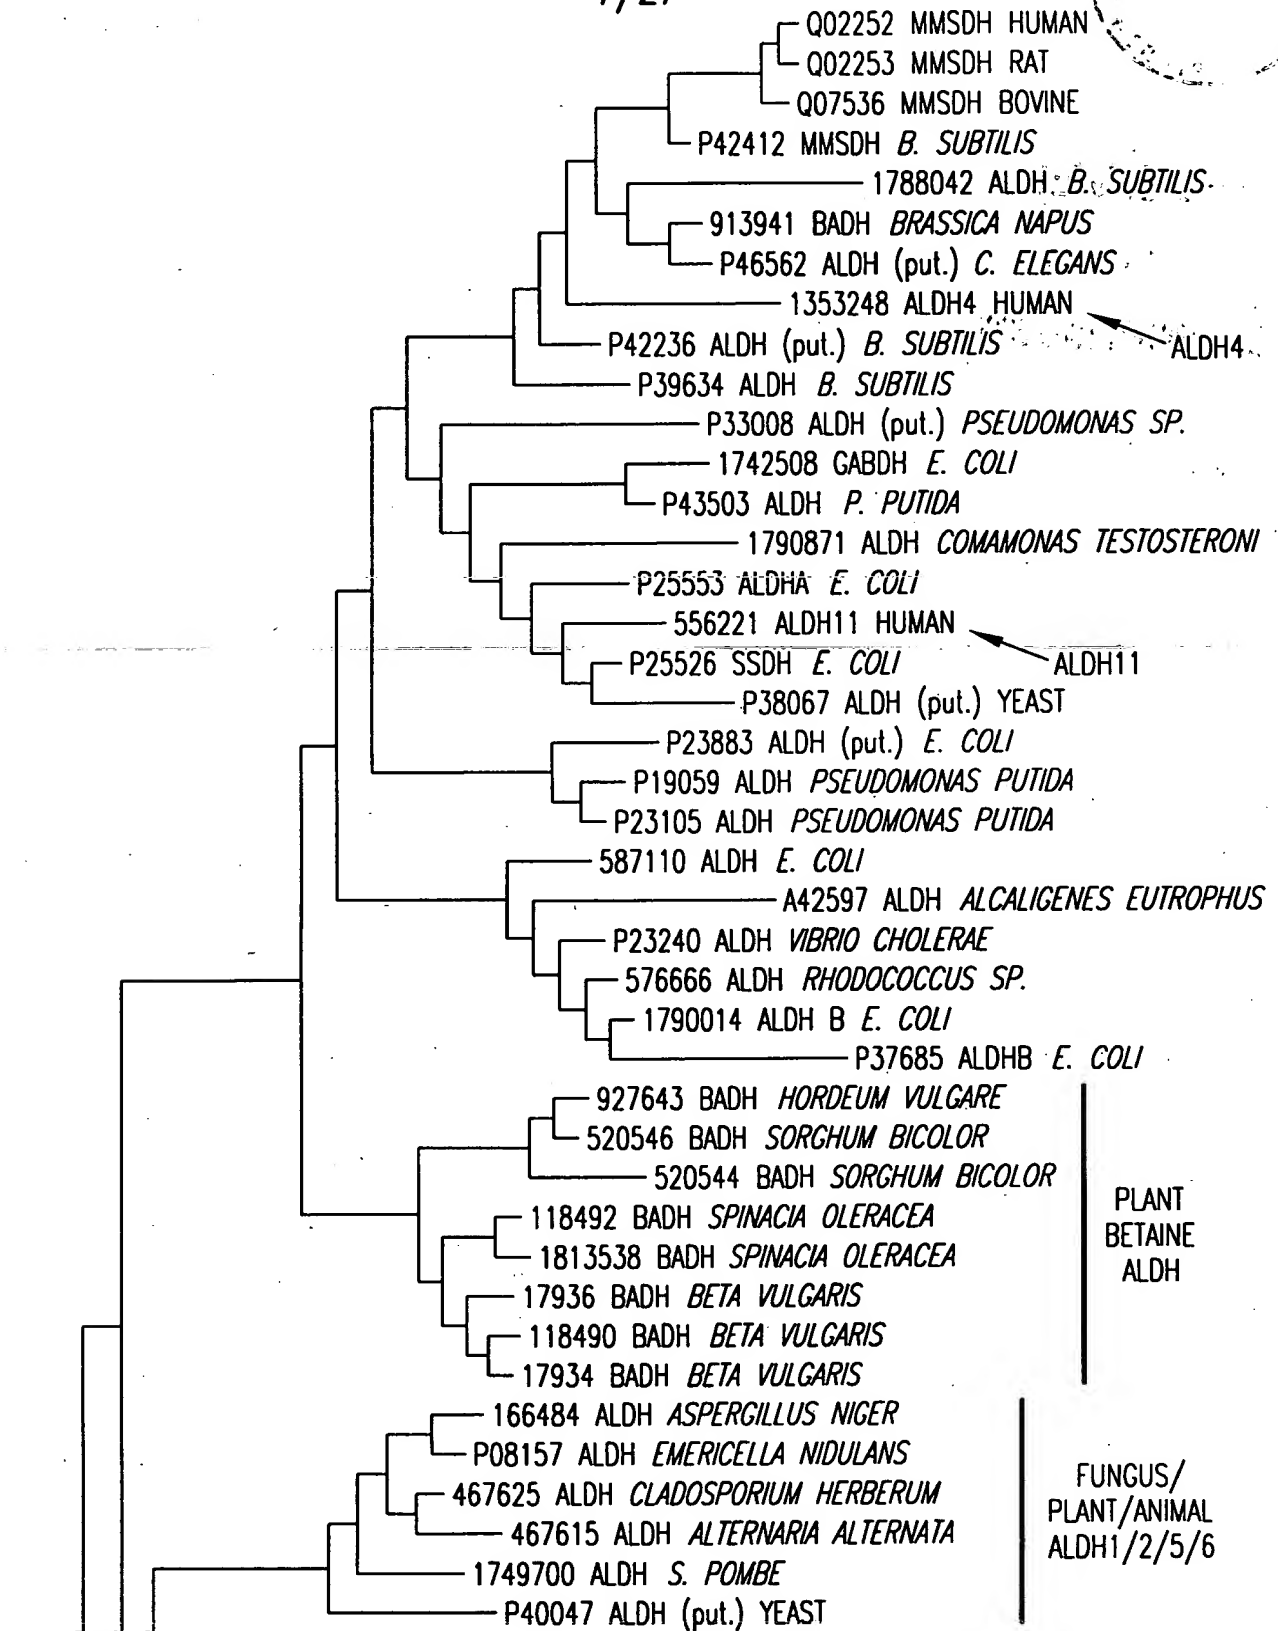 Q02252 MMSDH HUMAN
Q02253 MMSDH RAT
Q07536 MMSDH BOVINE
P42412 MMSDH B. SUBTILIS
1788042 ALDH B. SUBTILIS
913941 BADH BRASSICA NAPUS
P46562 ALDH (put.) C. ELEGANS
1353248 ALDH4 HUMAN
P42236 ALDH (put.) B. SUBTILIS
ALDH4
P39634 ALDH B. SUBTILIS
P33008 ALDH (put.) PSEUDOMONAS SP.
1742508 GABDH E. COLI
P43503 ALDH P. PUTIDA
1790871 ALDH COMAMONAS TESTOSTERONI
P25553 ALDHA E. COLI
556221 ALDH11 HUMAN
P25526 SSDH E. COLI
ALDH11
P38067 ALDH (put.) YEAST
P23883 ALDH (put.) E. COLI
P19059 ALDH PSEUDOMONAS PUTIDA
P23105 ALDH PSEUDOMONAS PUTIDA
587110 ALDH E. COLI
A42597 ALDH ALCALIGENES EUTROPHUS
P23240 ALDH VIBRIO CHOLERAE
576666 ALDH RHODOCOCCUS SP.
1790014 ALDH B E. COLI
P37685 ALDHB E. COLI
927643 BADH HORDEUM VULGARE
520546 BADH SORGHUM BICOLOR
520544 BADH SORGHUM BICOLOR
118492 BADH SPINACIA OLERACEA
1813538 BADH SPINACIA OLERACEA
17936 BADH BETA VULGARIS
118490 BADH BETA VULGARIS
17934 BADH BETA VULGARIS
PLANT
BETAINE
ALDH
166484 ALDH ASPERGILLUS NIGER
P08157 ALDH EMERICELLA NIDULANS
467625 ALDH CLADOSPORIUM HERBERUM
467615 ALDH ALTERNARIA ALTERNATA
1749700 ALDH S. POMBE
P40047 ALDH (put.) YEAST
FUNGUS/
PLANT/ANIMAL
ALDH1/2/5/6